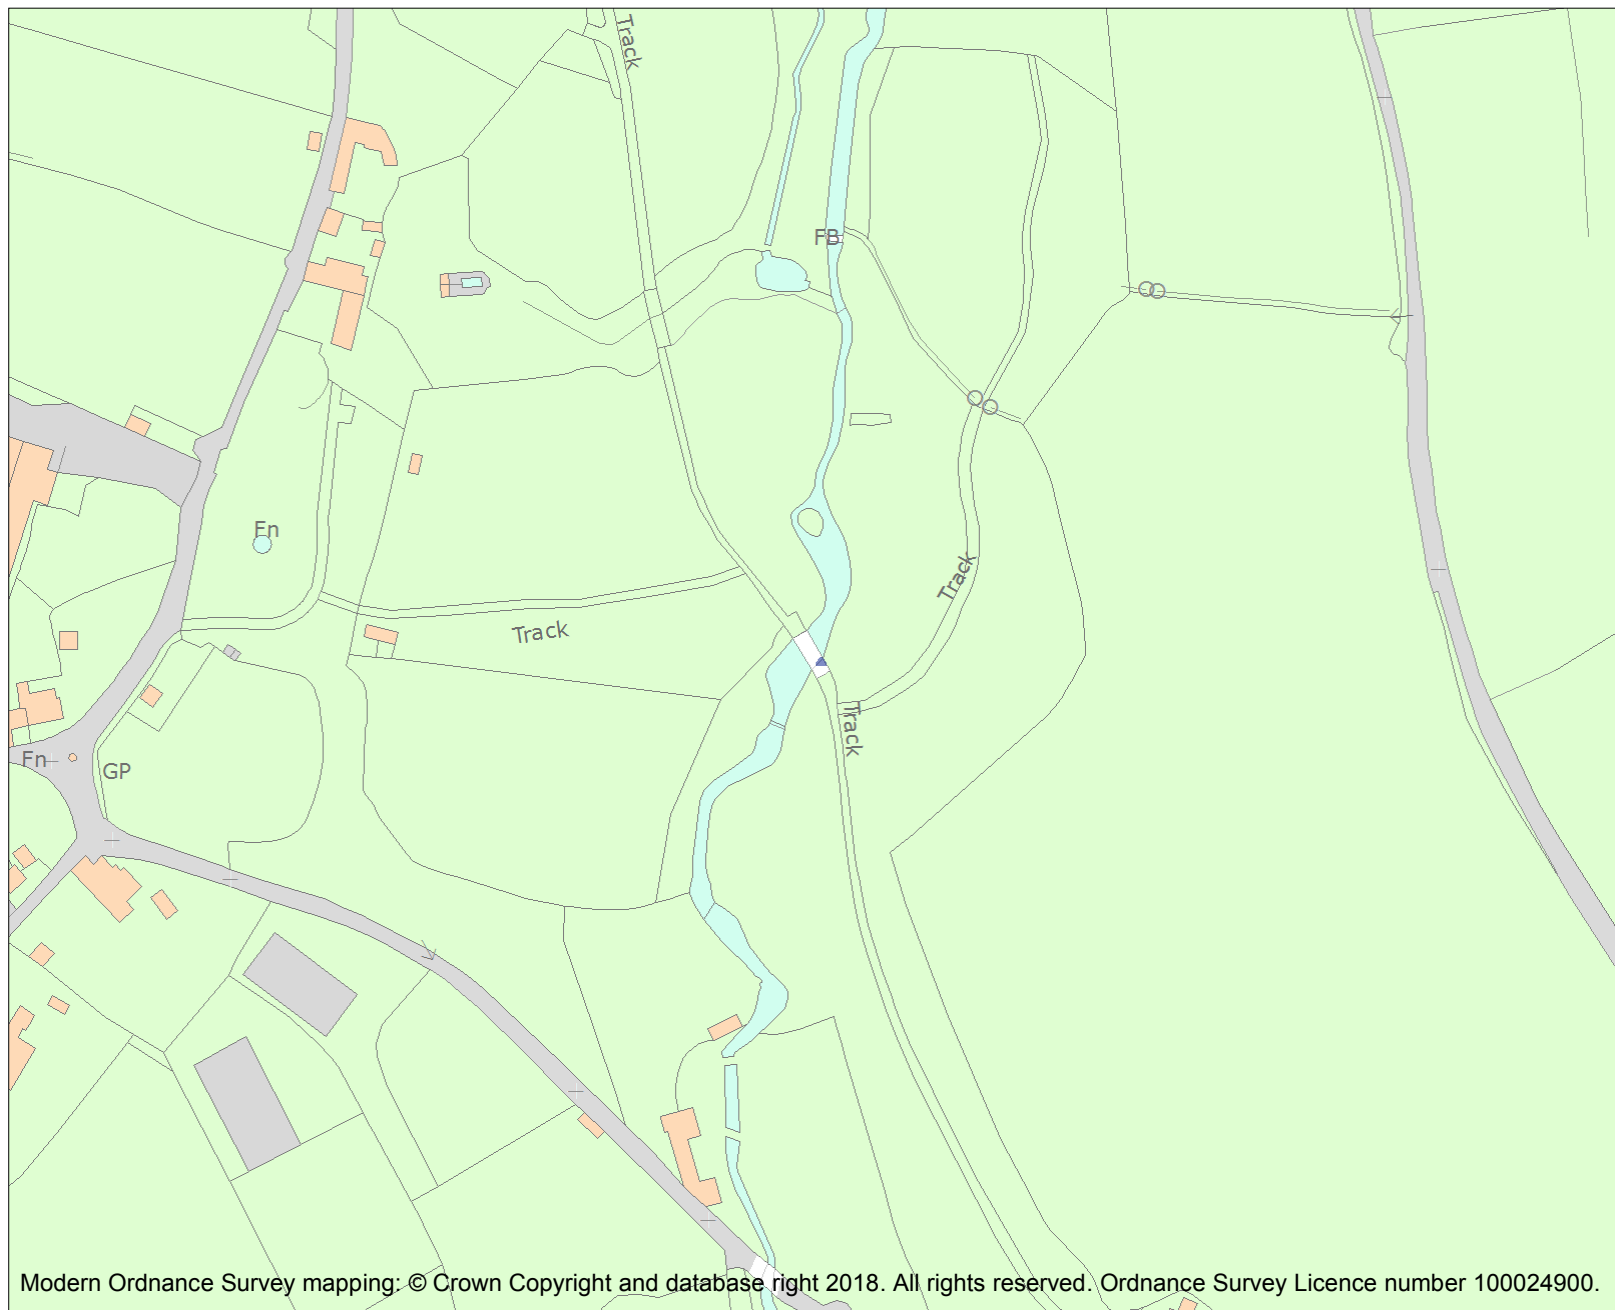 Track
FB
Fn
Track
Track
Track
Fn
GP
Modern Ordnance Survey mapping: © Crown Copyright and database right 2018. All rights reserved. Ordnance Survey Licence number 100024900.